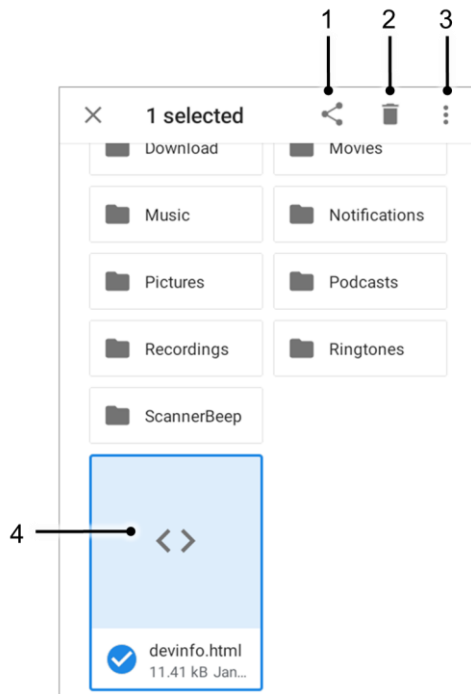 1 2 3
1 selected
Download Movies
Music Notifications
Pictures Podcasts
Recordings Ringtones
ScannerBeep
4
devinfo.html
11.41 kB Jan...